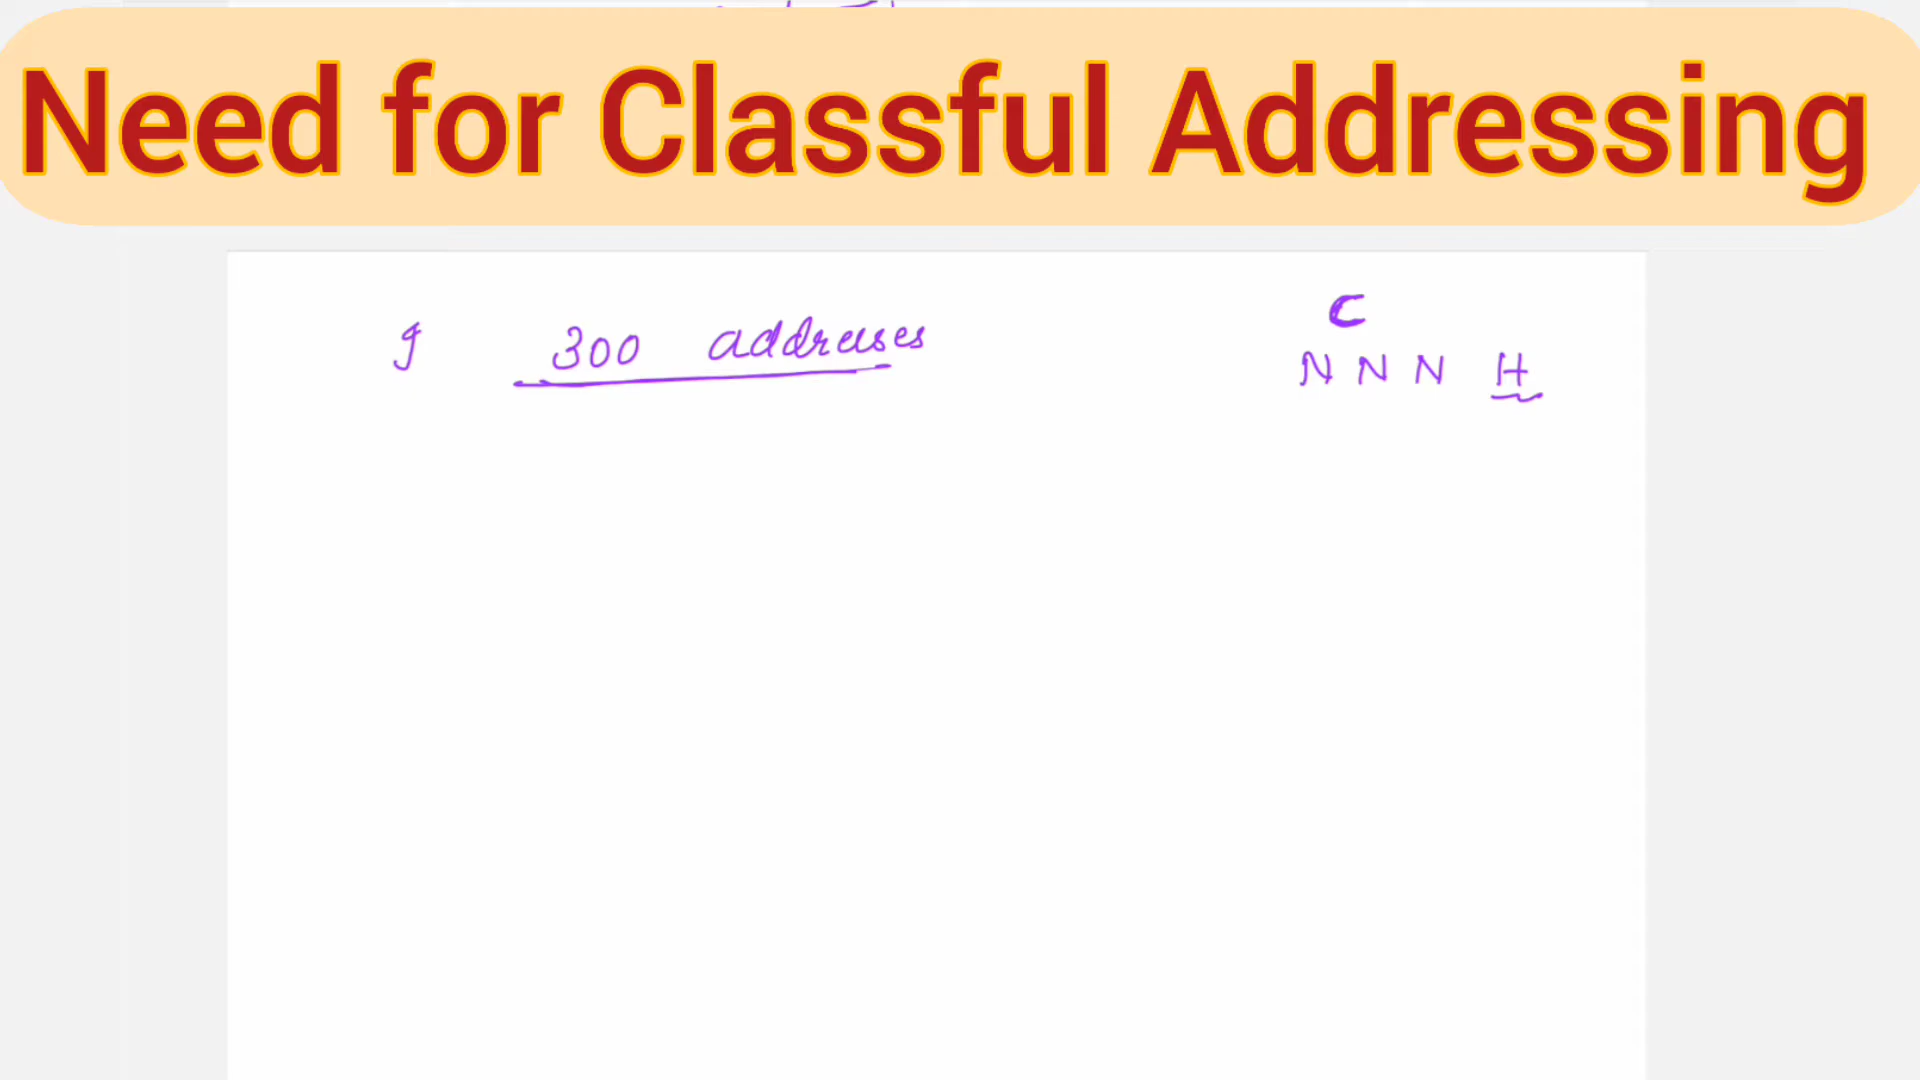 Need for Classful Addressing
I 300 addresses
C
N N N H